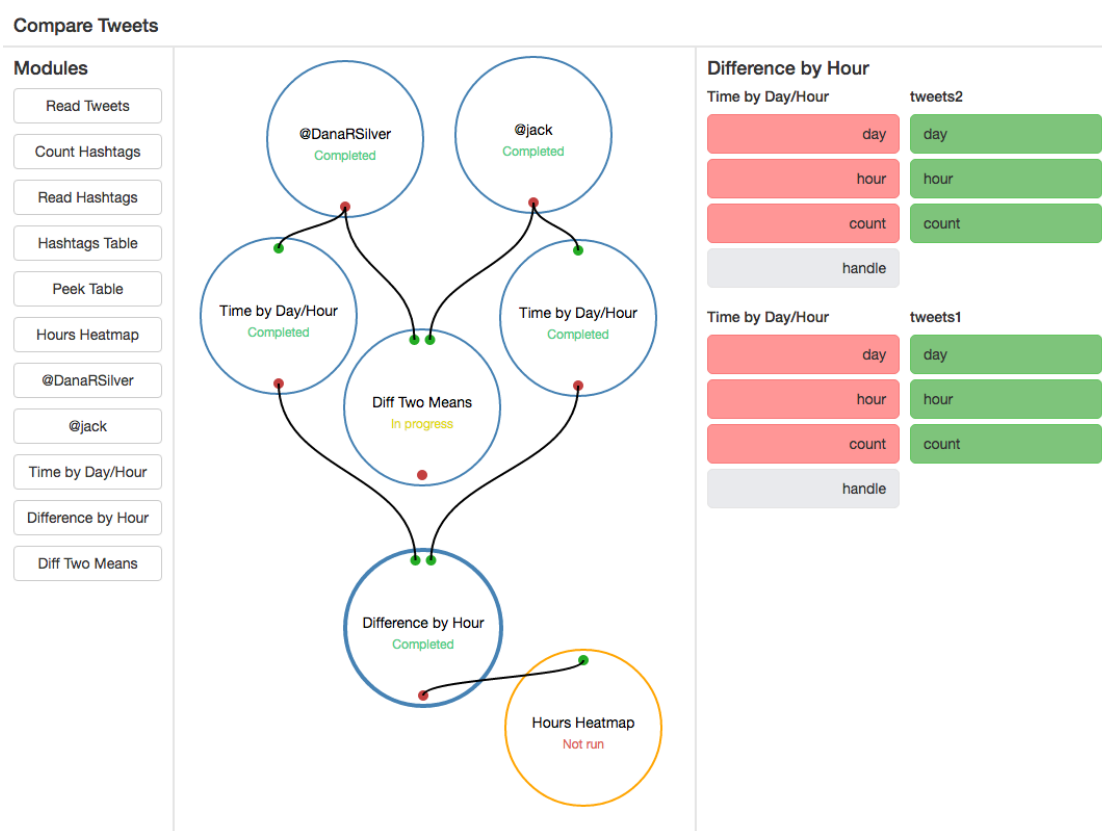 Compare Tweets
Modules
Read Tweets
Count Hashtags
Read Hashtags
Hashtags Table
Peek Table
Hours Heatmap
@DanaRSilver
@jack
Time by Day/Hour
Difference by Hour
Diff Two Means
@DanaRSilver
Completed
@jack
Completed
Time by Day/Hour
Completed
Time by Day/Hour
Completed
Diff Two Means
In progress
Difference by Hour
Completed
Hours Heatmap
Not run
Difference by Hour
Time by Day/Hour tweets2
day day
hour hour
count count
handle
Time by Day/Hour tweets1
day day
hour hour
count count
handle